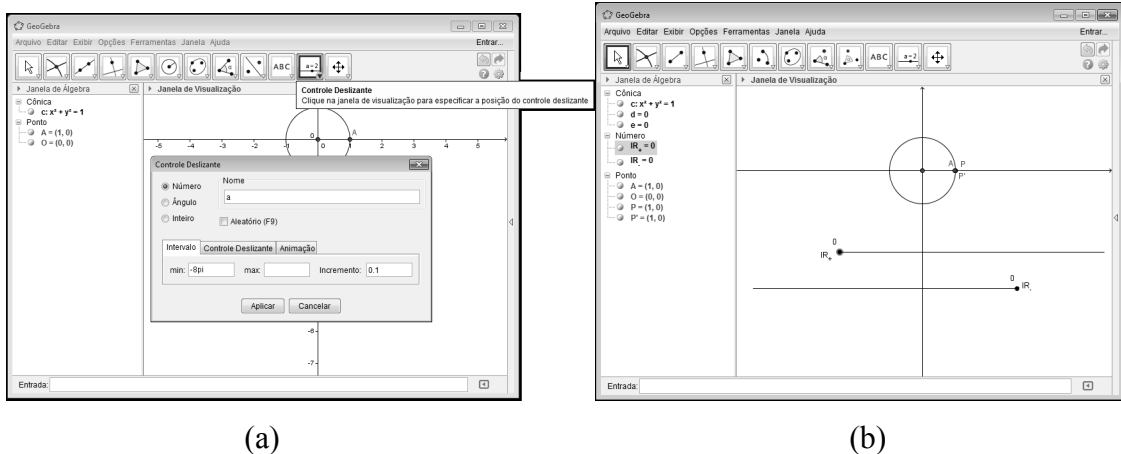 GeoGebra
Arquivo Editar Exibir Opções Ferramentas Janela Ajuda
Entrar...
ABC
a=2
Janela de Álgebra
Janela de Visualização
Controle Deslizante
Clique na janela de visualização para especificar a posição do controle deslizante
Cônica
c: x² + y² = 1
Ponto
A = (1, 0)
O = (0, 0)
O
A
-5 -4 -3 -2 -1 0 1 2 3 4 5
Controle Deslizante
Número
Ângulo
Inteiro
Nome
a
Aleatório (F9)
Intervalo Controle Deslizante Animação
min: -8pi max: Incremento: 0.1
Aplicar Cancelar
-6
-7
Entrada:
(a)
GeoGebra
Arquivo Editar Exibir Opções Ferramentas Janela Ajuda
Entrar...
ABC
a=2
Janela de Álgebra
Janela de Visualização
Cônica
c: x² + y² = 1
d = 0
e = 0
Número
IR₊ = 0
IR₋ = 0
Ponto
A = (1, 0)
O = (0, 0)
P = (1, 0)
P' = (1, 0)
A P
P'
0
IR₊
0
IR₋
Entrada:
(b)